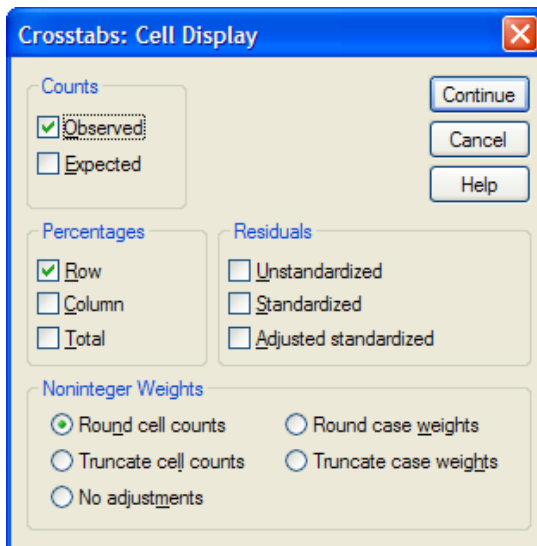 Crosstabs: Cell Display
Counts
Observed
Expected
Continue
Cancel
Help
Percentages
Row
Column
Total
Residuals
Unstandardized
Standardized
Adjusted standardized
Noninteger Weights
Round cell counts
Round case weights
Truncate cell counts
Truncate case weights
No adjustments